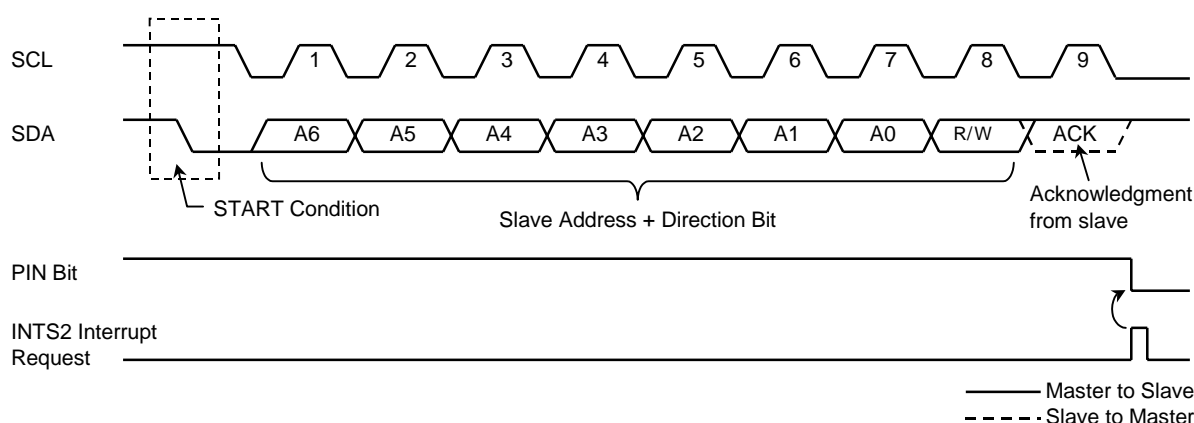 SCL
1 2 3 4 5 6 7 8 9
SDA
A6 A5 A4 A3 A2 A1 A0 R/W ACK
START Condition
Slave Address + Direction Bit
Acknowledgment
from slave
PIN Bit
INTS2 Interrupt
Request
Master to Slave
Slave to Master